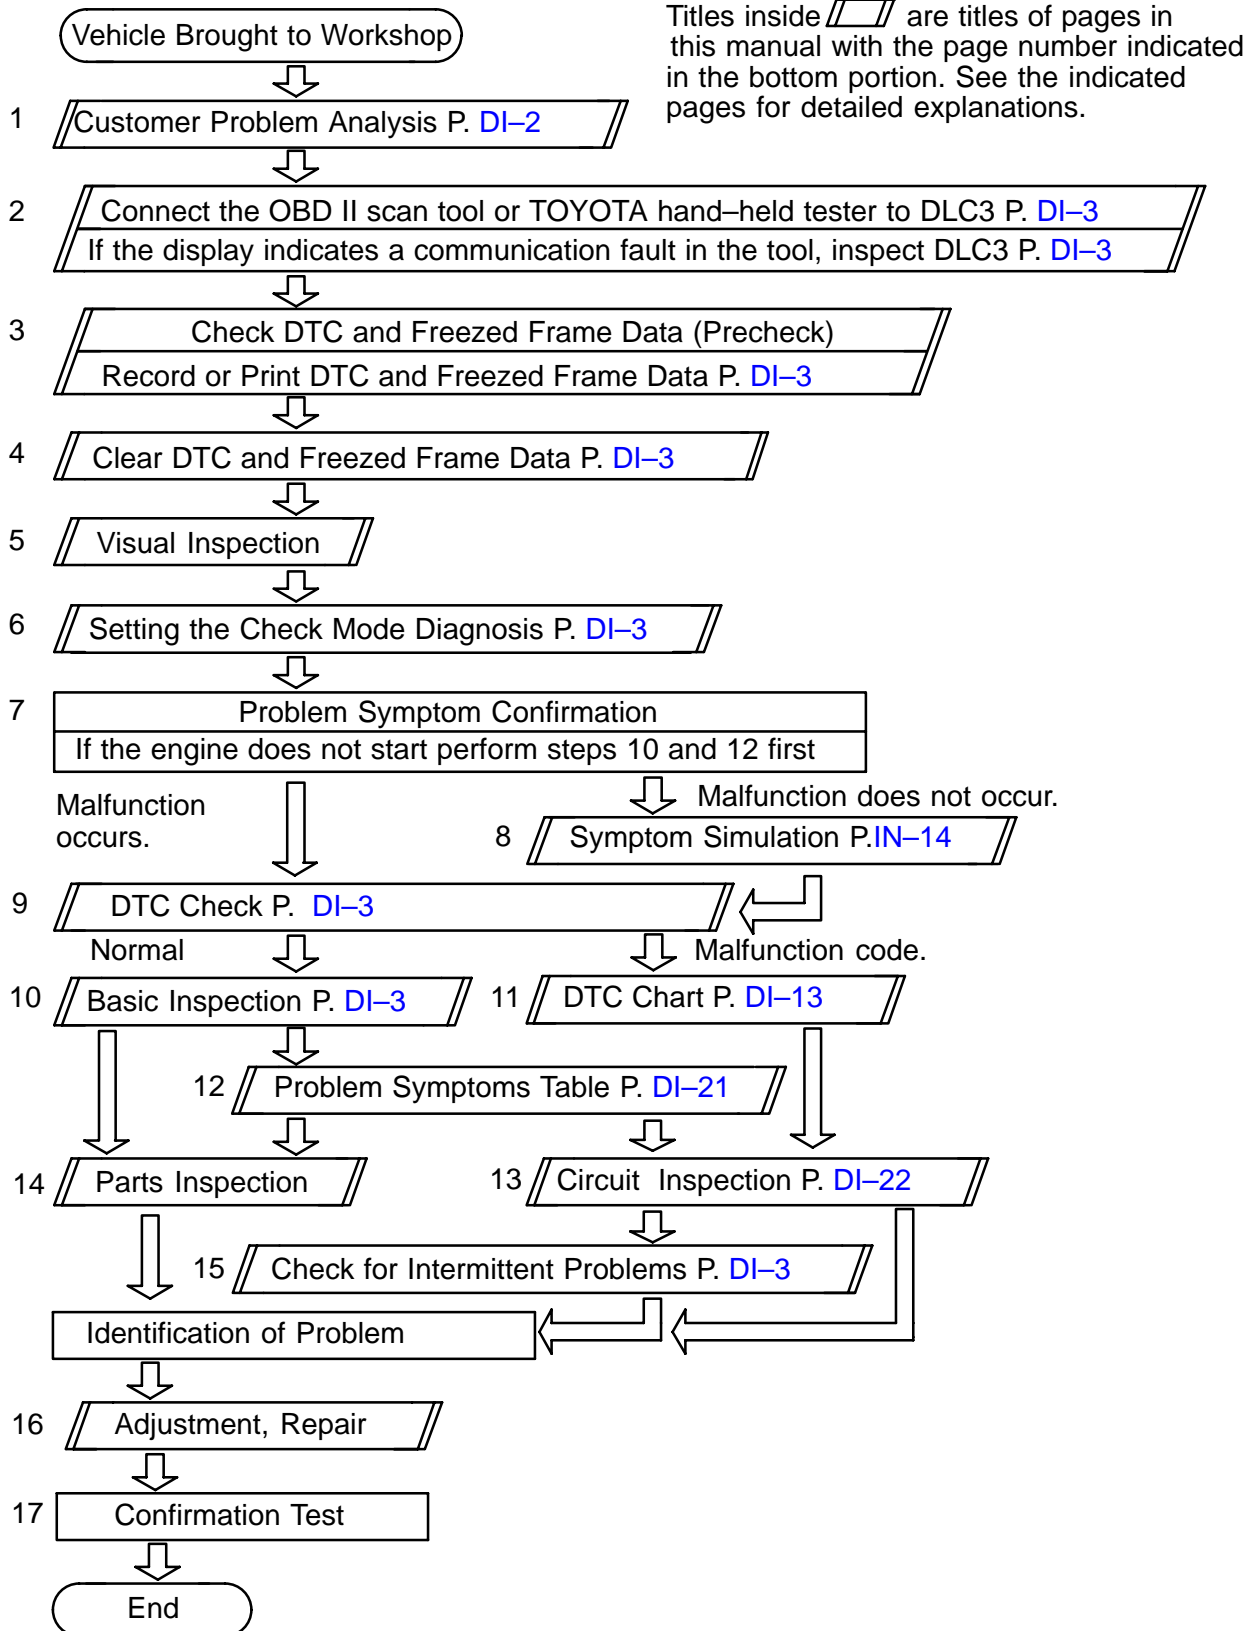 Vehicle Brought to Workshop
Titles inside are titles of pages in
this manual with the page number indicated
in the bottom portion. See the indicated
pages for detailed explanations.
1 Customer Problem Analysis P. DI–2
2 Connect the OBD II scan tool or TOYOTA hand–held tester to DLC3 P. DI–3
If the display indicates a communication fault in the tool, inspect DLC3 P. DI–3
3 Check DTC and Freezed Frame Data (Precheck)
Record or Print DTC and Freezed Frame Data P. DI–3
4 Clear DTC and Freezed Frame Data P. DI–3
5 Visual Inspection
6 Setting the Check Mode Diagnosis P. DI–3
7 Problem Symptom Confirmation
If the engine does not start perform steps 10 and 12 first
Malfunction
occurs.
Malfunction does not occur.
8 Symptom Simulation P.IN–14
9 DTC Check P. DI–3
Normal
Malfunction code.
10 Basic Inspection P. DI–3
11 DTC Chart P. DI–13
12 Problem Symptoms Table P. DI–21
14 Parts Inspection
13 Circuit Inspection P. DI–22
15 Check for Intermittent Problems P. DI–3
Identification of Problem
16 Adjustment, Repair
17 Confirmation Test
End